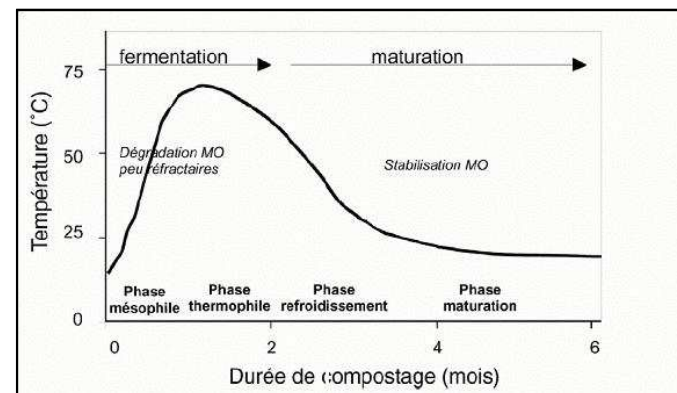 fermentation
maturation
75
Température (°C)
Dégradation MO
peu réfractaires
50
Stabilisation MO
25
Phase
mésophile
Phase
thermophile
Phase
refroidissement
Phase
maturation
0
0
2
4
6
Durée de compostage (mois)